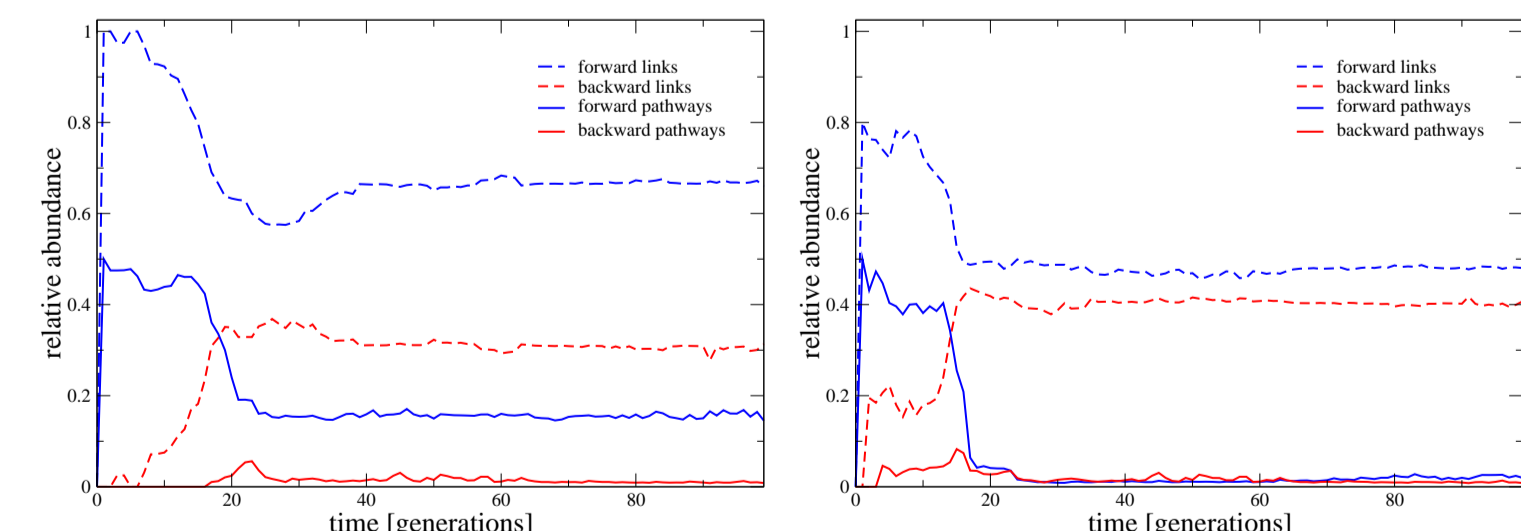 relative abundance
1
0.8
0.6
0.4
0.2
0
forward links
backward links
forward pathways
backward pathways
0 20 40 60 80
time [generations]
relative abundance
1
0.8
0.6
0.4
0.2
0
forward links
backward links
forward pathways
backward pathways
0 20 40 60 80
time [generations]